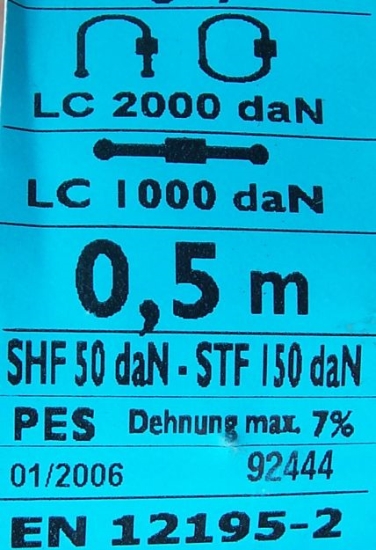 LC 2000 daN
LC 1000 daN
0,5 m
SHF 50 daN - STF 150 daN
PES Dehnung max. 7%
01/2006 92444
EN 12195-2